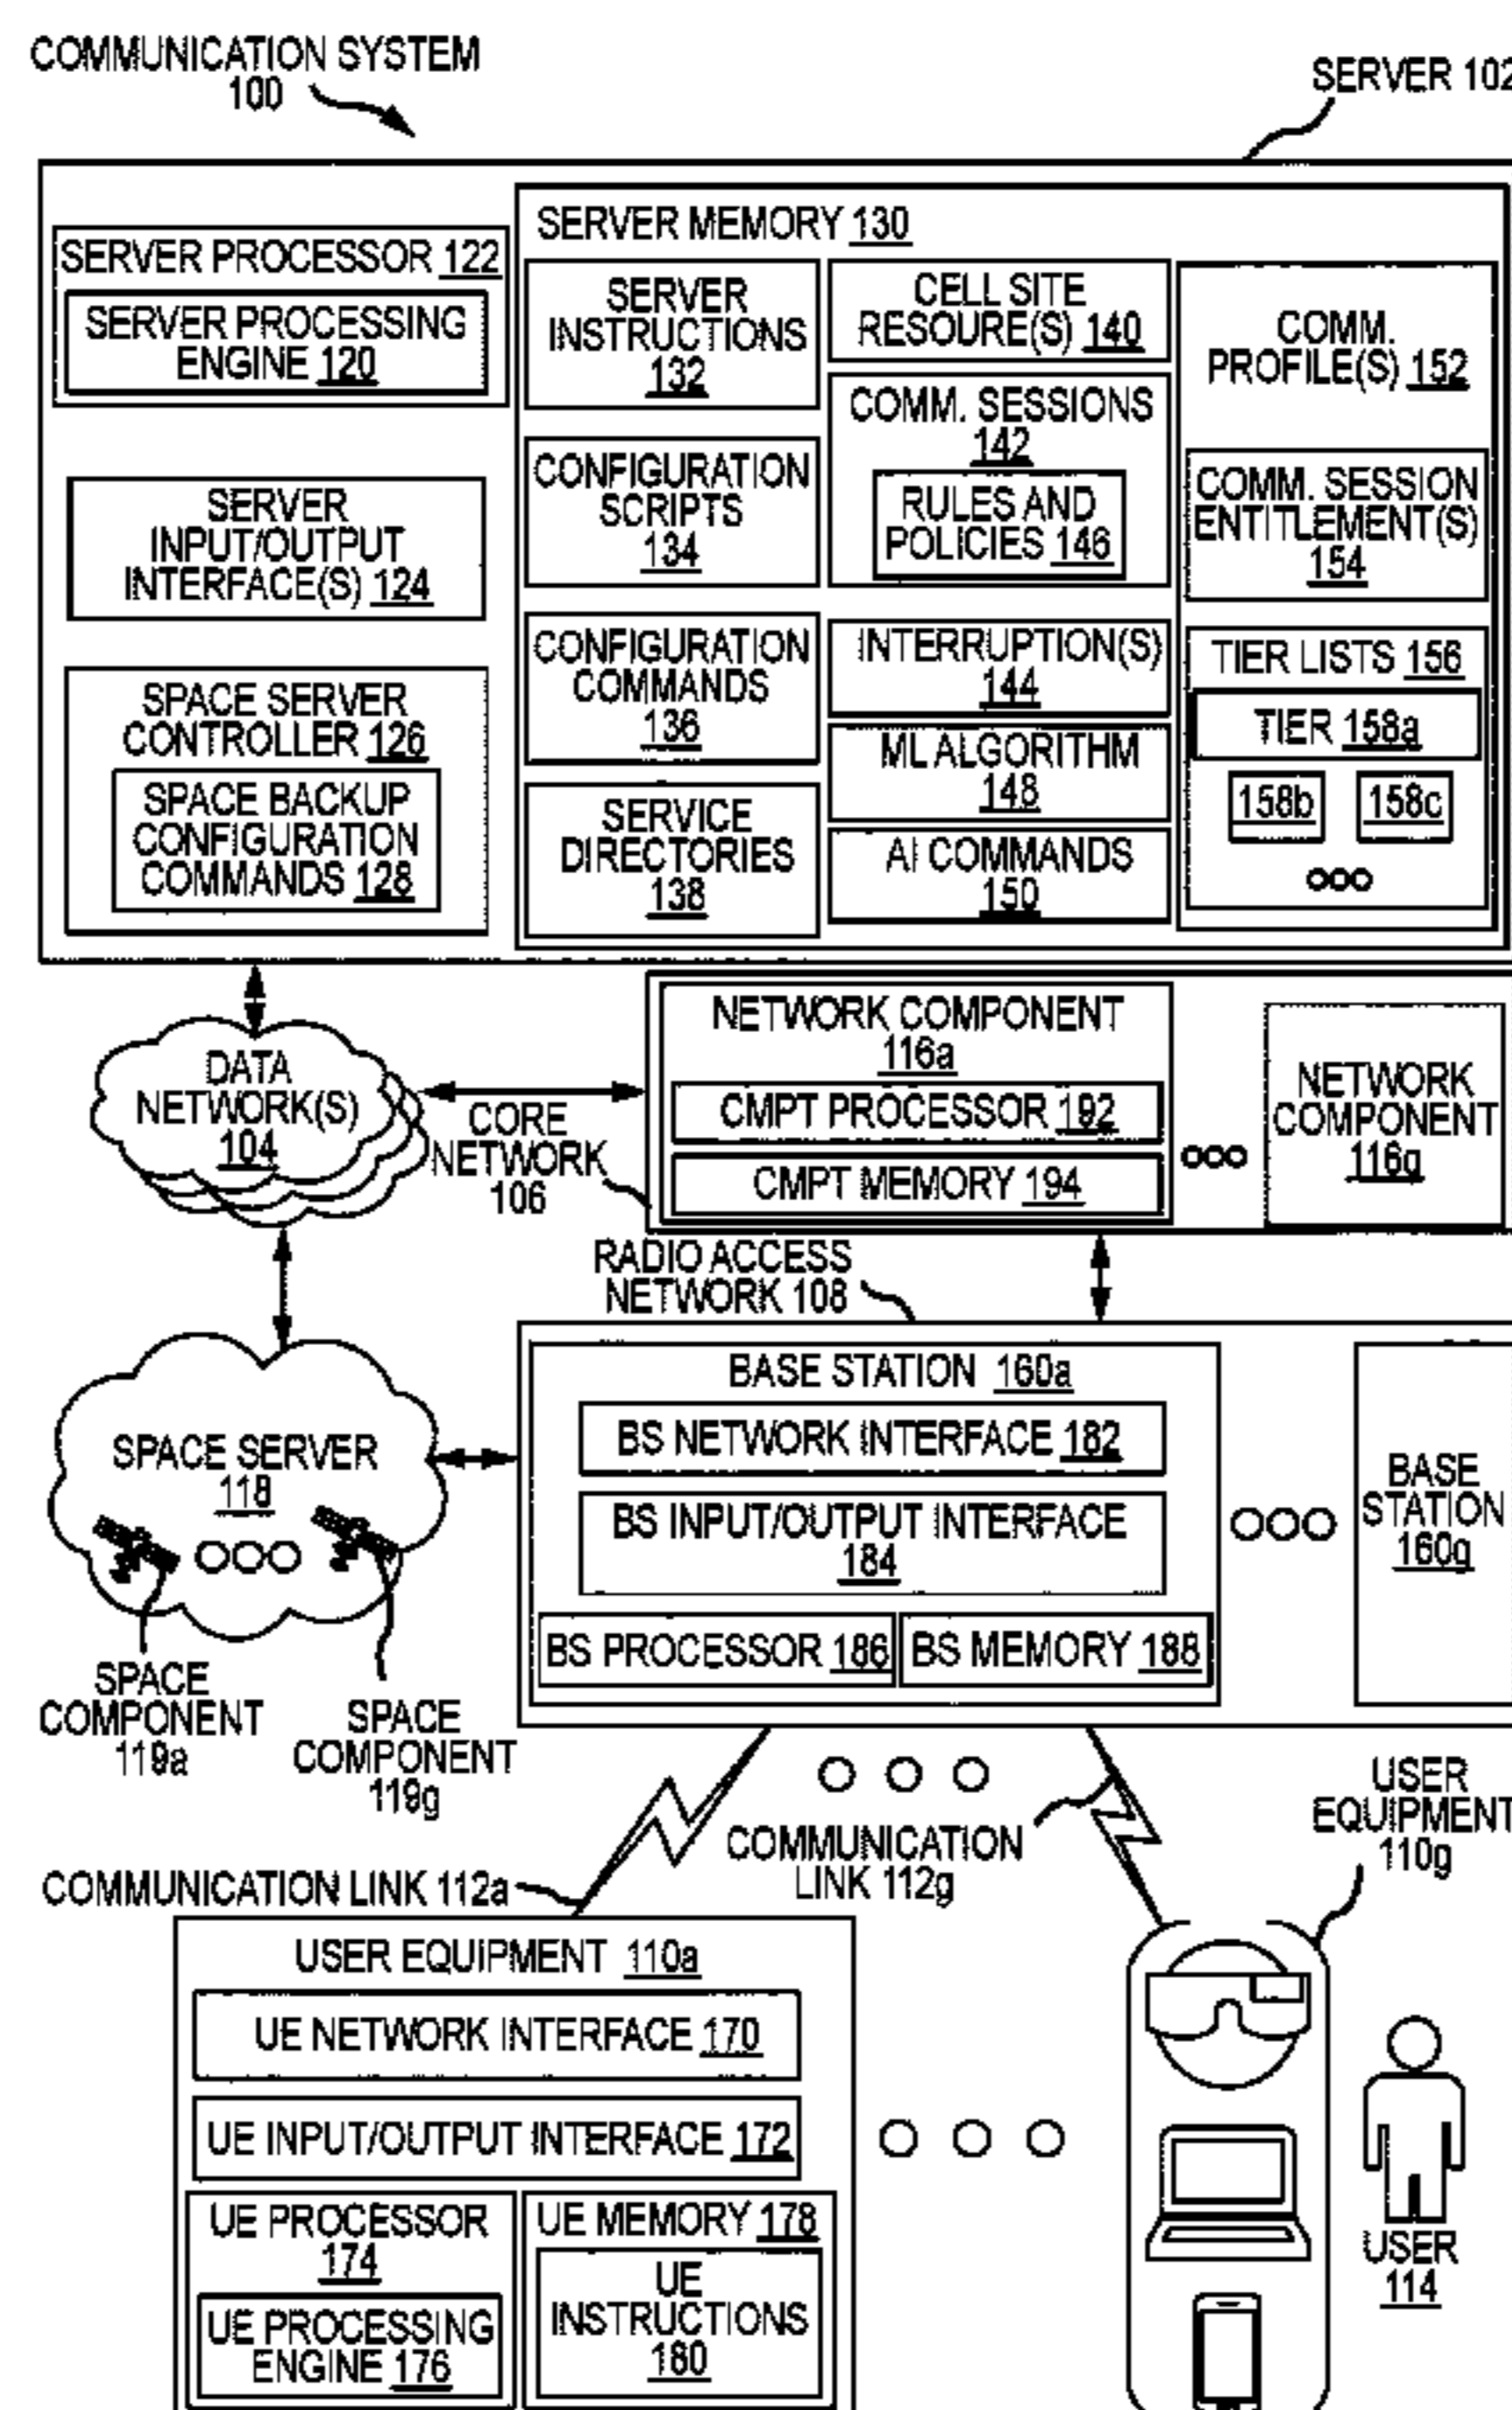 COMMUNICATION SYSTEM
100
SERVER 102
SERVER PROCESSOR 122
SERVER PROCESSING
ENGINE 120
SERVER
INPUT/OUTPUT
INTERFACE(S) 124
SPACE SERVER
CONTROLLER 126
SPACE BACKUP
CONFIGURATION
COMMANDS 128
SERVER MEMORY 130
SERVER
INSTRUCTIONS
132
CONFIGURATION
SCRIPTS
134
CONFIGURATION
COMMANDS
136
SERVICE
DIRECTORIES
138
CELL SITE
RESOURE(S) 140
COMM. SESSIONS
142
RULES AND
POLICIES 146
INTERRUPTION(S)
144
ML ALGORITHM
148
AI COMMANDS
150
COMM.
PROFILE(S) 152
COMM. SESSION
ENTITLEMENT(S)
154
TIER LISTS 156
TIER 158a
158b
158c
DATA
NETWORK(S)
104
CORE
NETWORK
106
NETWORK COMPONENT
116a
CMPT PROCESSOR 192
CMPT MEMORY 194
NETWORK
COMPONENT
116g
RADIO ACCESS
NETWORK 108
SPACE SERVER
118
SPACE
COMPONENT
119a
SPACE
COMPONENT
119g
BASE STATION 160a
BS NETWORK INTERFACE 182
BS INPUT/OUTPUT INTERFACE
184
BS PROCESSOR 186
BS MEMORY 188
BASE
STATION
160g
COMMUNICATION LINK 112a
COMMUNICATION
LINK 112g
USER
EQUIPMENT
110g
USER EQUIPMENT 110a
UE NETWORK INTERFACE 170
UE INPUT/OUTPUT INTERFACE 172
UE PROCESSOR
174
UE PROCESSING
ENGINE 176
UE MEMORY 178
UE
INSTRUCTIONS
180
USER
114